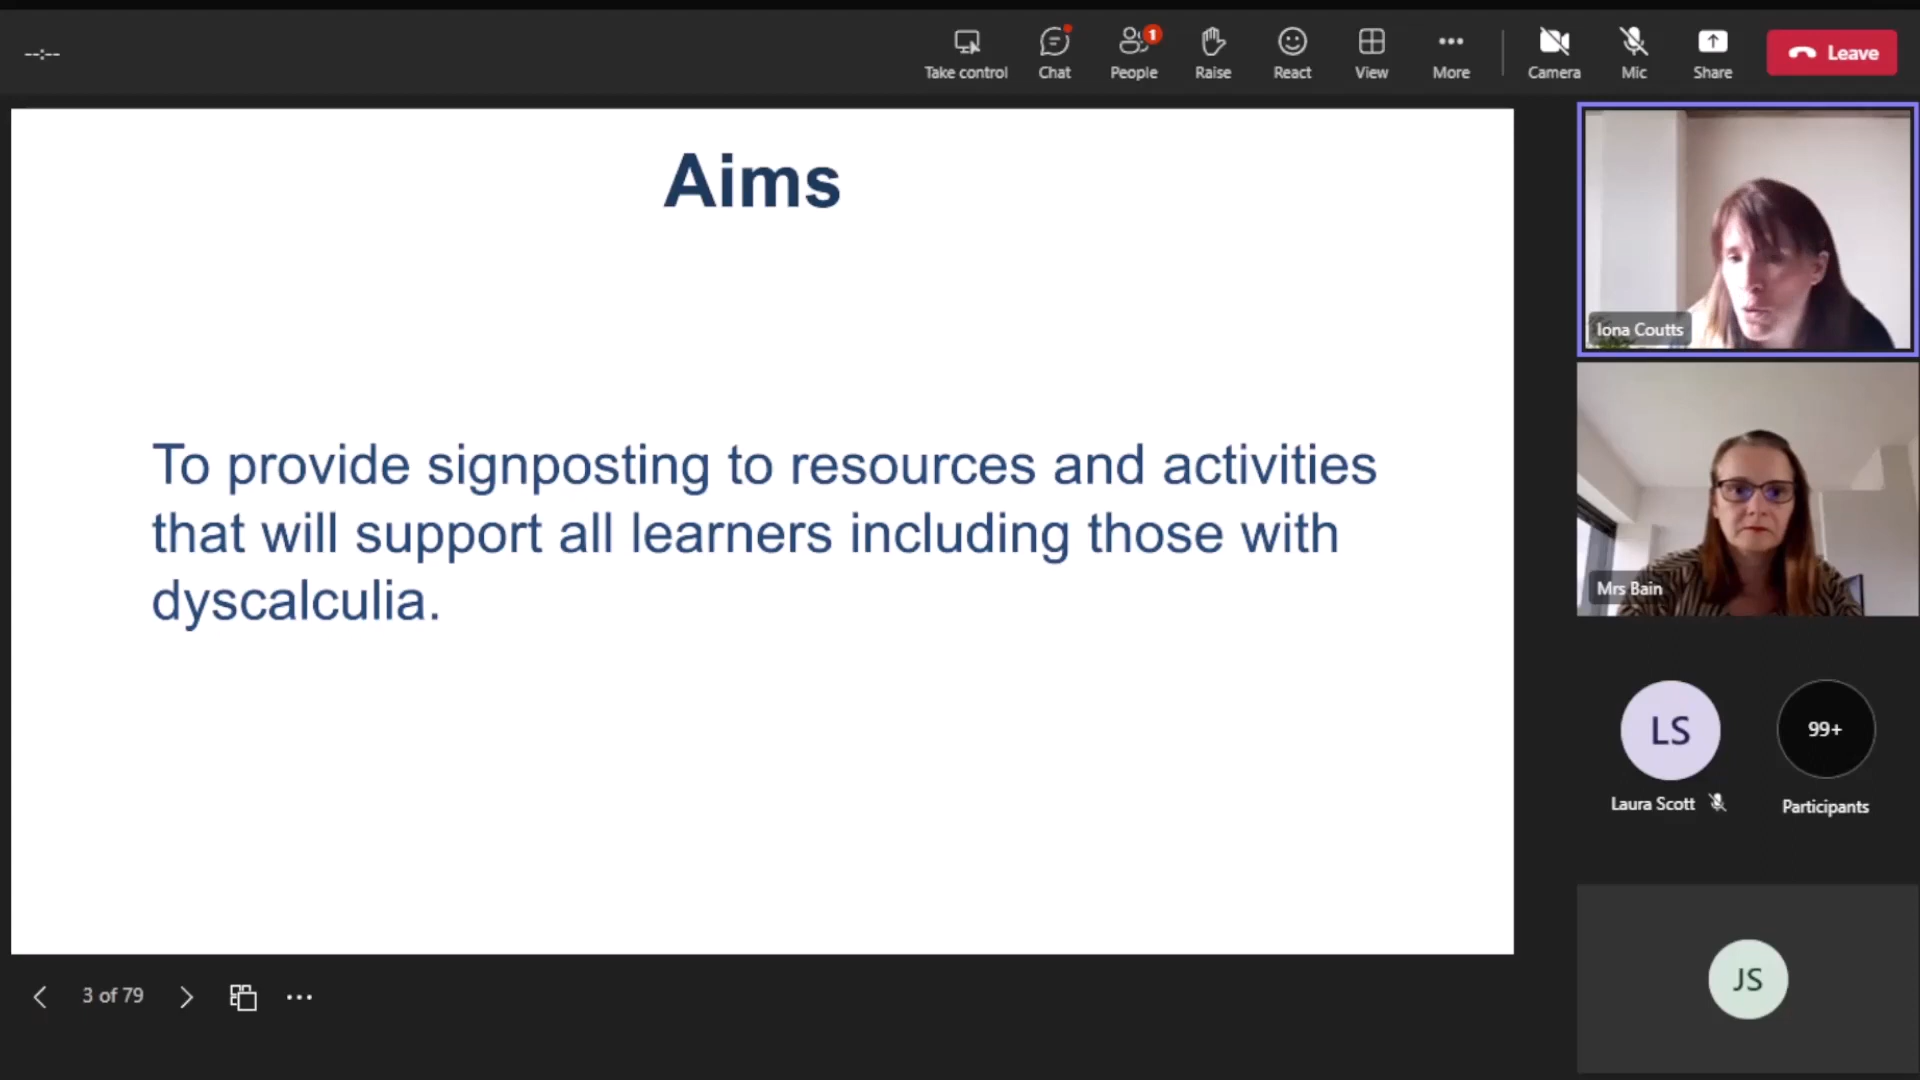 --:--
Take control
Chat
1
People
Raise
React
View
More
Camera
Mic
Share
Leave
Aims
To provide signposting to resources and activities
that will support all learners including those with
dyscalculia.
Iona Coutts
Mrs Bain
LS
Laura Scott
99+
Participants
JS
3 of 79